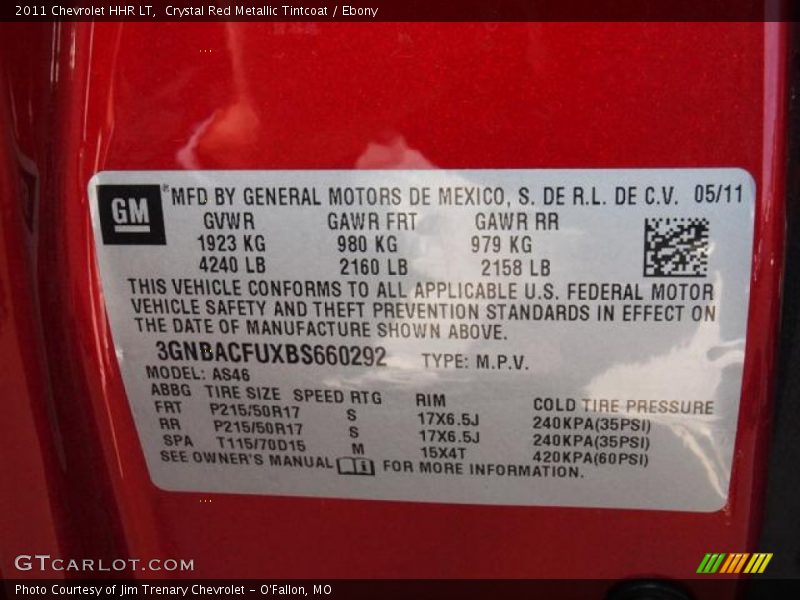 2011 Chevrolet HHR LT,  Crystal Red Metallic Tintcoat / Ebony
GM ® MFD BY GENERAL MOTORS DE MEXICO, S. DE R.L. DE C.V. 05/11
GVWR GAWR FRT GAWR RR
1923 KG 980 KG 979 KG
4240 LB 2160 LB 2158 LB
THIS VEHICLE CONFORMS TO ALL APPLICABLE U.S. FEDERAL MOTOR
VEHICLE SAFETY AND THEFT PREVENTION STANDARDS IN EFFECT ON
THE DATE OF MANUFACTURE SHOWN ABOVE.
3GNBACFUXBS660292 TYPE: M.P.V.
MODEL: AS46
ABBG TIRE SIZE SPEED RTG RIM COLD TIRE PRESSURE
FRT P215/50R17 S 17X6.5J 240KPA(35PSI)
RR P215/50R17 S 17X6.5J 240KPA(35PSI)
SPA T115/70D15 M 15X4T 420KPA(60PSI)
SEE OWNER'S MANUAL FOR MORE INFORMATION.
GTCARLOT.COM
Photo Courtesy of Jim Trenary Chevrolet - O'Fallon, MO